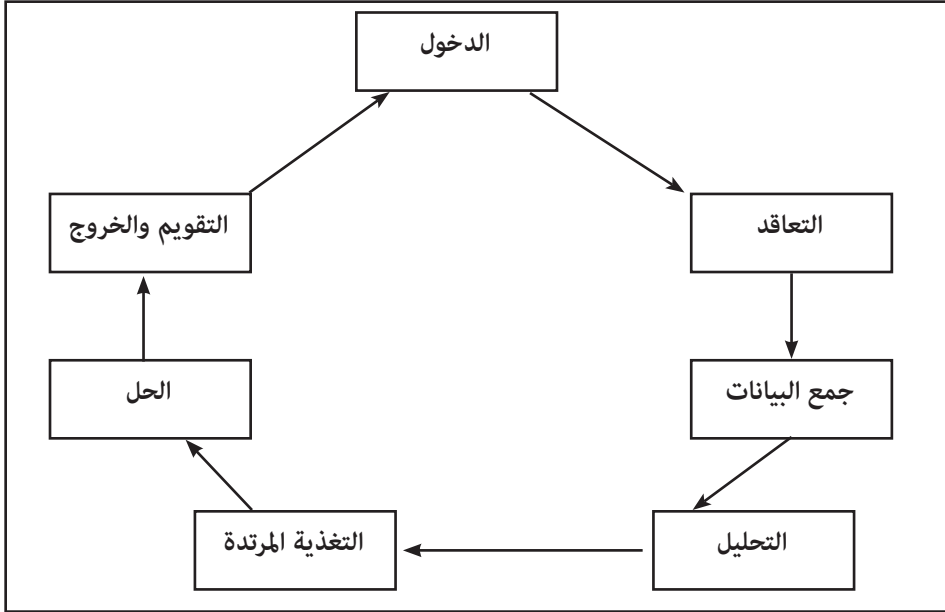 الدخول
التعاقد
جمع البيانات
التحليل
التغذية المرتدة
الحل
التقويم والخروج